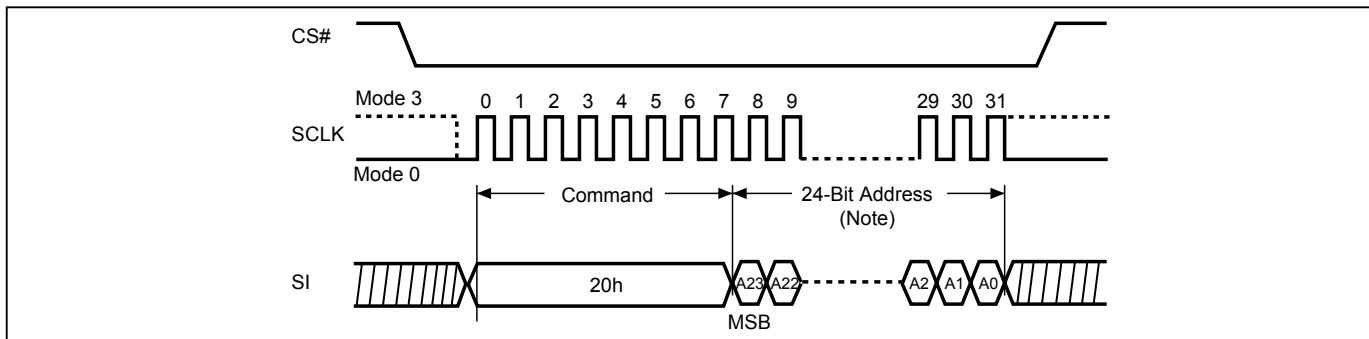 CS#
Mode 3
0 1 2 3 4 5 6 7 8 9 29 30 31
SCLK
Mode 0
Command
24-Bit Address
(Note)
SI
20h A23 A22 A2 A1 A0
MSB